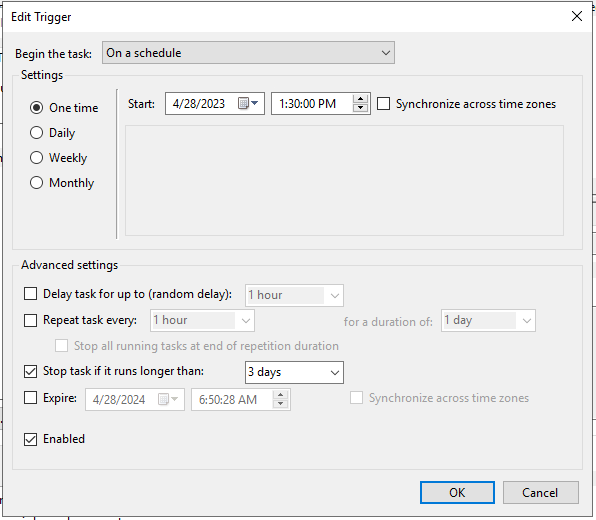 Edit Trigger
Begin the task: On a schedule
Settings
One time
Start: 4/28/2023 1:30:00 PM Synchronize across time zones
Daily
Weekly
Monthly
Advanced settings
Delay task for up to (random delay): 1 hour
Repeat task every: 1 hour for a duration of: 1 day
Stop all running tasks at end of repetition duration
Stop task if it runs longer than: 3 days
Expire: 4/28/2024 6:50:28 AM Synchronize across time zones
Enabled
OK Cancel